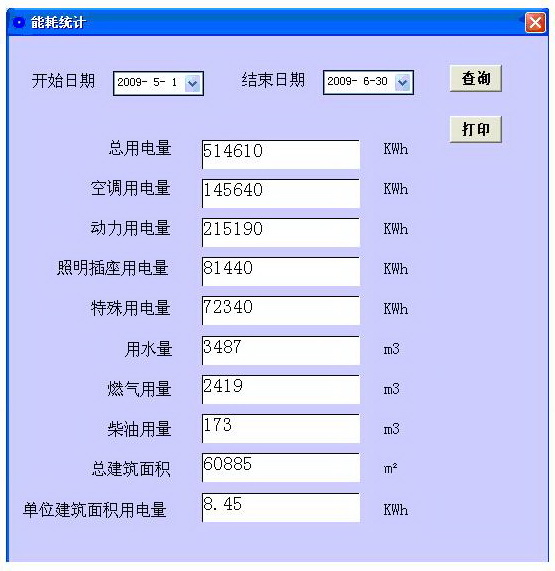 能耗统计
开始日期 2009- 5- 1 结束日期 2009- 6-30 查询
打印
总用电量 514610 KWh
空调用电量 145640 KWh
动力用电量 215190 KWh
照明插座用电量 81440 KWh
特殊用电量 72340 KWh
用水量 3487 m3
燃气用量 2419 m3
柴油用量 173 m3
总建筑面积 60885 m²
单位建筑面积用电量 8.45 KWh